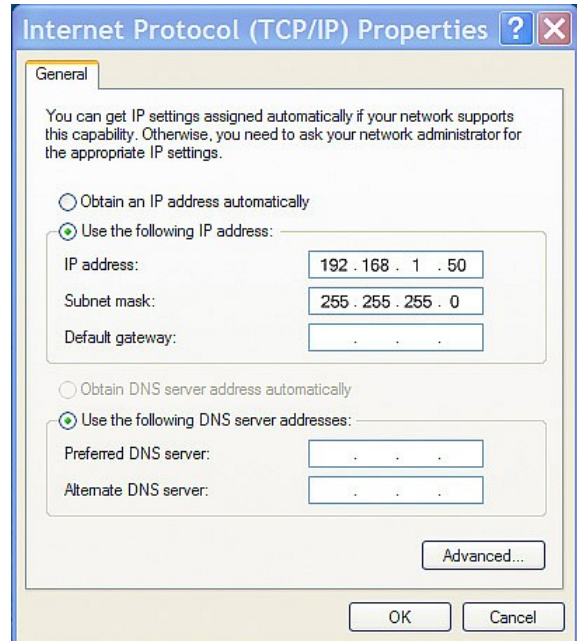 Internet Protocol (TCP/IP) Properties ? X
General
You can get IP settings assigned automatically if your network supports
this capability. Otherwise, you need to ask your network administrator for
the appropriate IP settings.
Obtain an IP address automatically
Use the following IP address:
IP address: 192 . 168 . 1 . 50
Subnet mask: 255 . 255 . 255 . 0
Default gateway: . . .
Obtain DNS server address automatically
Use the following DNS server addresses:
Preferred DNS server: . . .
Alternate DNS server: . . .
Advanced...
OK Cancel